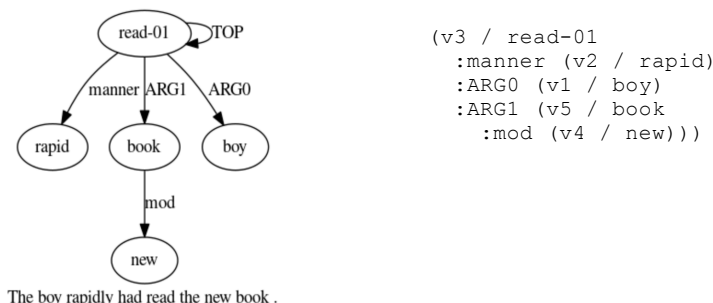 read-01
TOP
manner
ARG1
ARG0
rapid
book
boy
mod
new
The boy rapidly had read the new book .
(v3 / read-01
:manner (v2 / rapid)
:ARG0 (v1 / boy)
:ARG1 (v5 / book
:mod (v4 / new)))